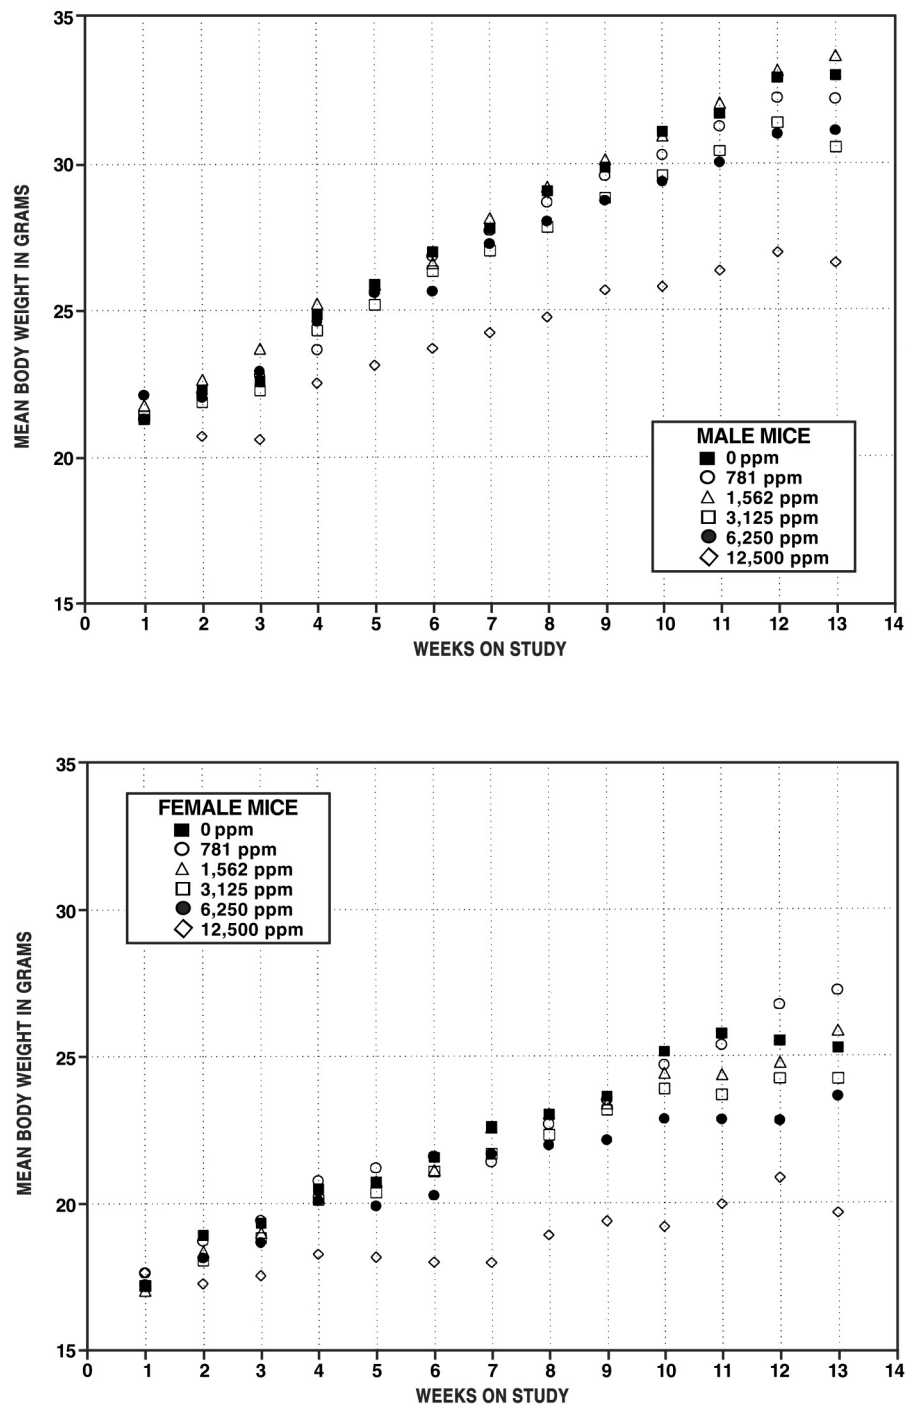 35
30
25
20
15
MEAN BODY WEIGHT IN GRAMS
MALE MICE
0 ppm
781 ppm
1,562 ppm
3,125 ppm
6,250 ppm
12,500 ppm
0 1 2 3 4 5 6 7 8 9 10 11 12 13 14
WEEKS ON STUDY
35
30
25
20
15
MEAN BODY WEIGHT IN GRAMS
FEMALE MICE
0 ppm
781 ppm
1,562 ppm
3,125 ppm
6,250 ppm
12,500 ppm
0 1 2 3 4 5 6 7 8 9 10 11 12 13 14
WEEKS ON STUDY